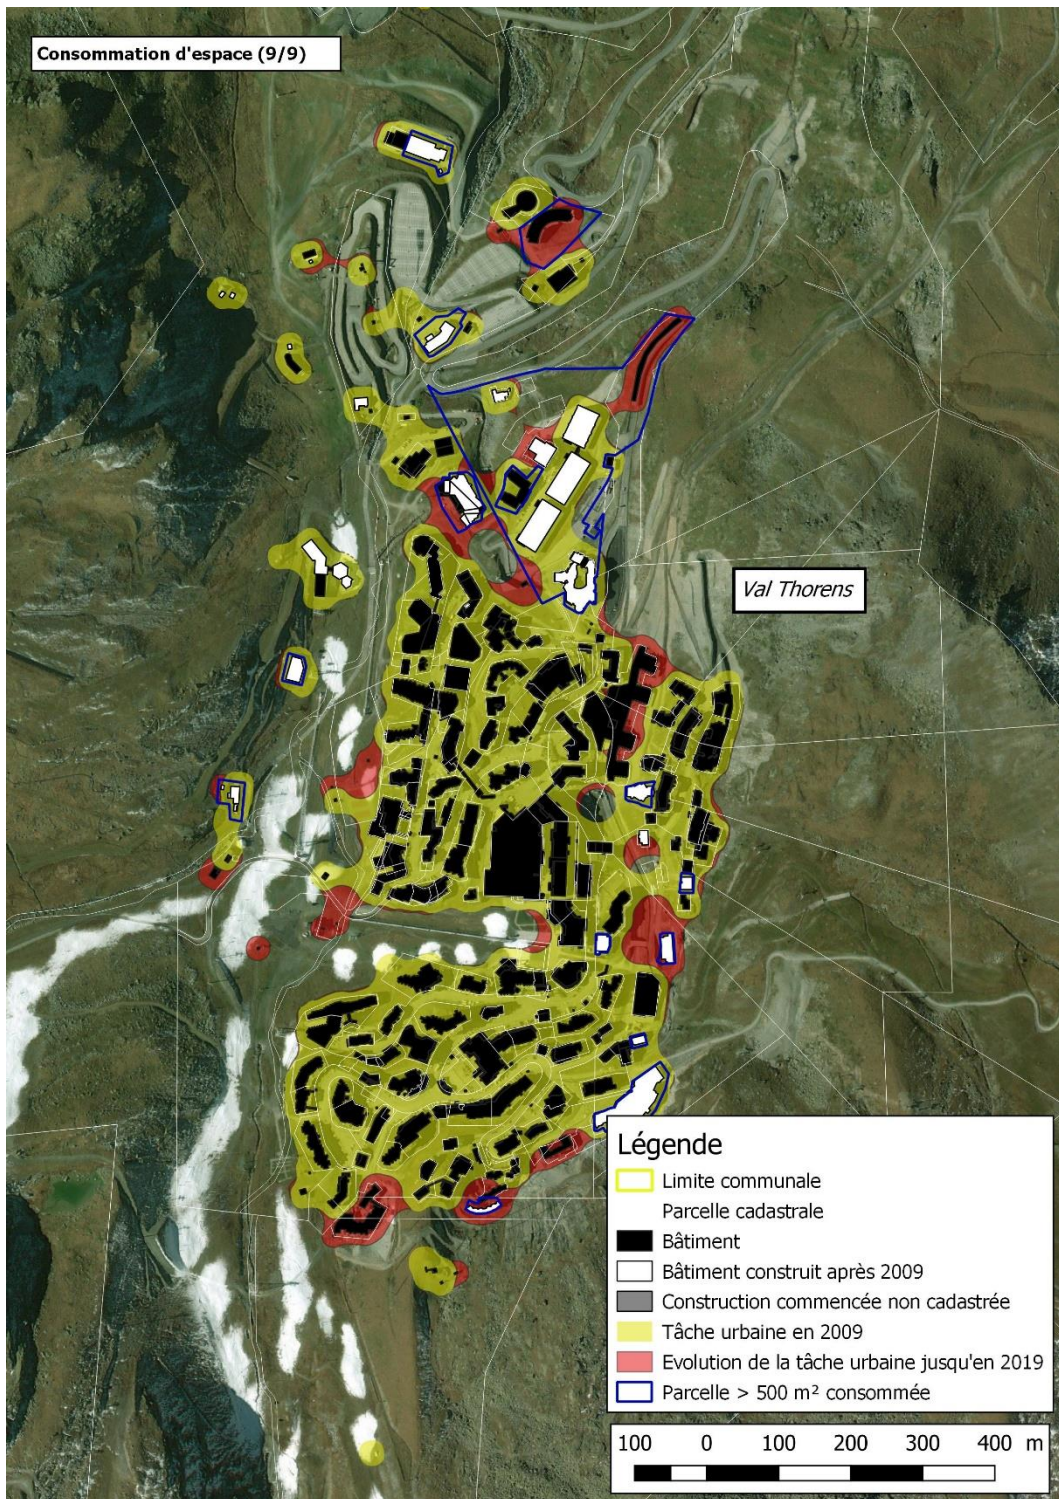 Consommation d'espace (9/9)
Val Thorens
Légende
Limite communale
Parcelle cadastrale
Bâtiment
Bâtiment construit après 2009
Construction commencée non cadastrée
Tâche urbaine en 2009
Evolution de la tâche urbaine jusqu'en 2019
Parcelle > 500 m² consommée
100 0 100 200 300 400 m